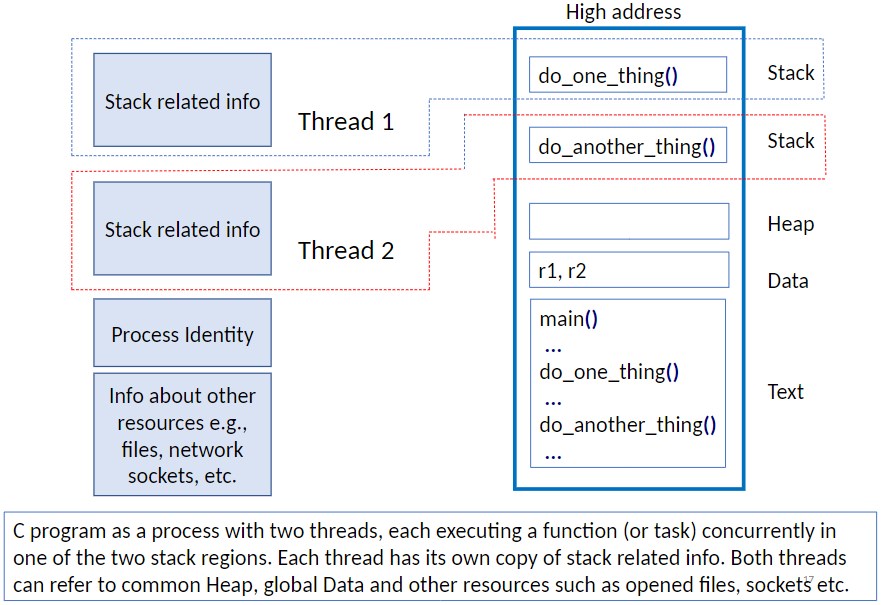 High address
do_one_thing()
Stack
Stack related info
Thread 1
do_another_thing()
Stack
Stack related info
Thread 2
Heap
r1, r2
Data
Process Identity
main()
...
do_one_thing()
...
do_another_thing()
...
Text
Info about other
resources e.g.,
files, network
sockets, etc.
C program as a process with two threads, each executing a function (or task) concurrently in
one of the two stack regions. Each thread has its own copy of stack related info. Both threads
can refer to common Heap, global Data and other resources such as opened files, sockets etc.
17